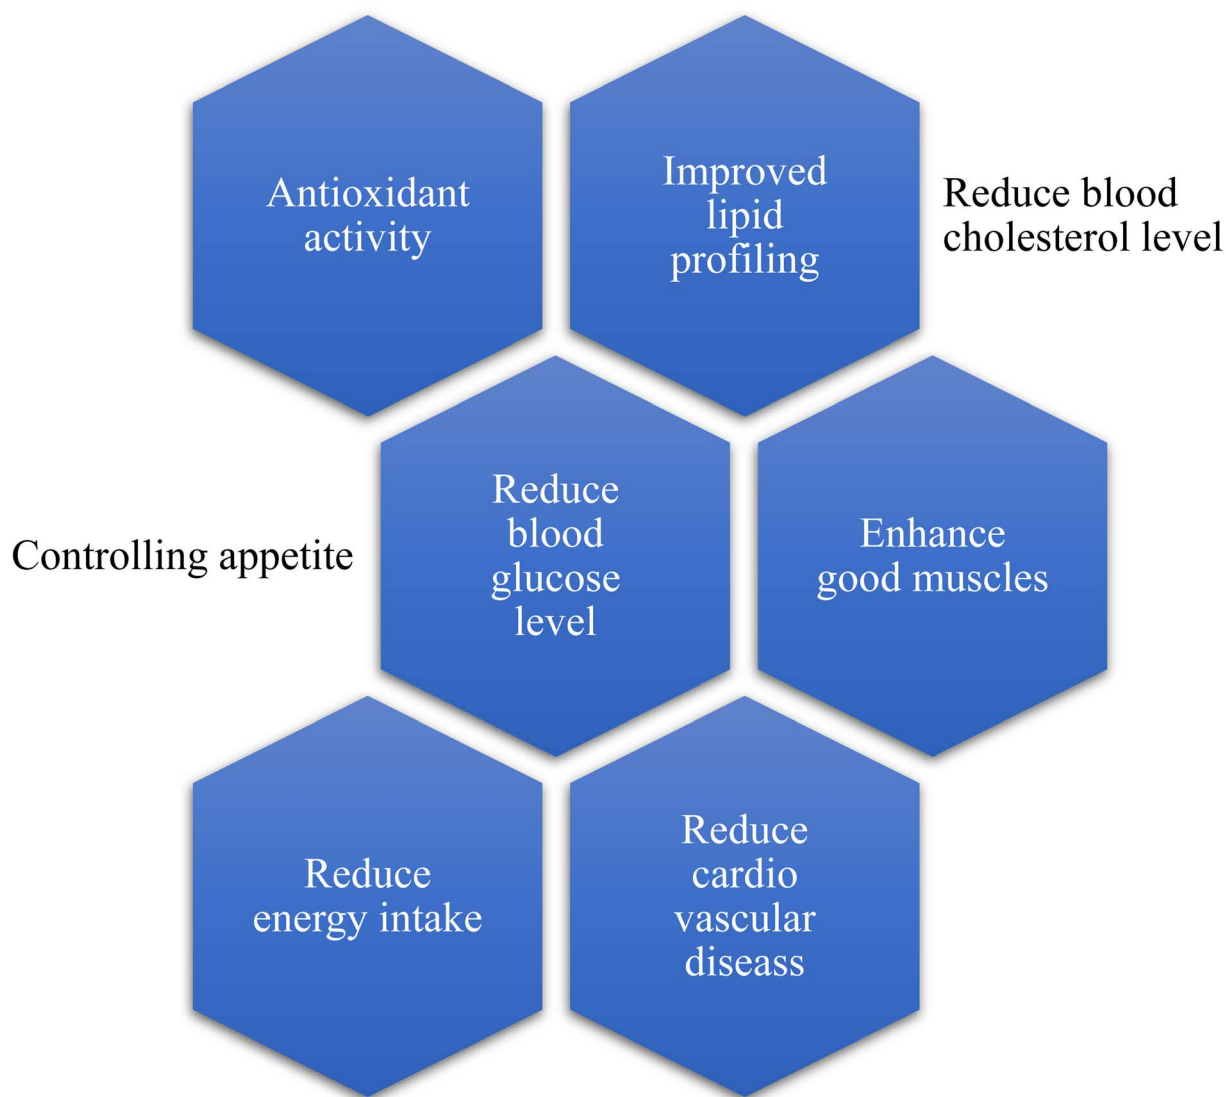 Antioxidant
activity
Improved
lipid
profiling
Reduce blood
cholesterol level
Controlling appetite
Reduce
blood
glucose
level
Enhance
good muscles
Reduce
energy intake
Reduce
cardio
vascular
diseass